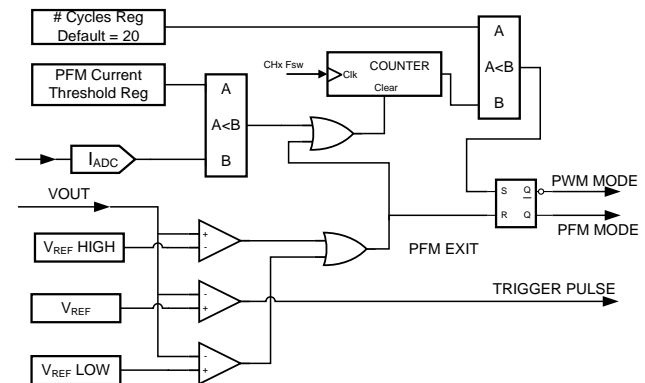 # Cycles Reg
Default = 20
PFM Current
Threshold Reg
IADC
A
A<B
B
CHx Fsw
Clk
COUNTER
Clear
A
A<B
B
VOUT
VREF HIGH
VREF
VREF LOW
+
-
-
+
-
+
PFM EXIT
S
Q
R
Q
PWM MODE
PFM MODE
TRIGGER PULSE